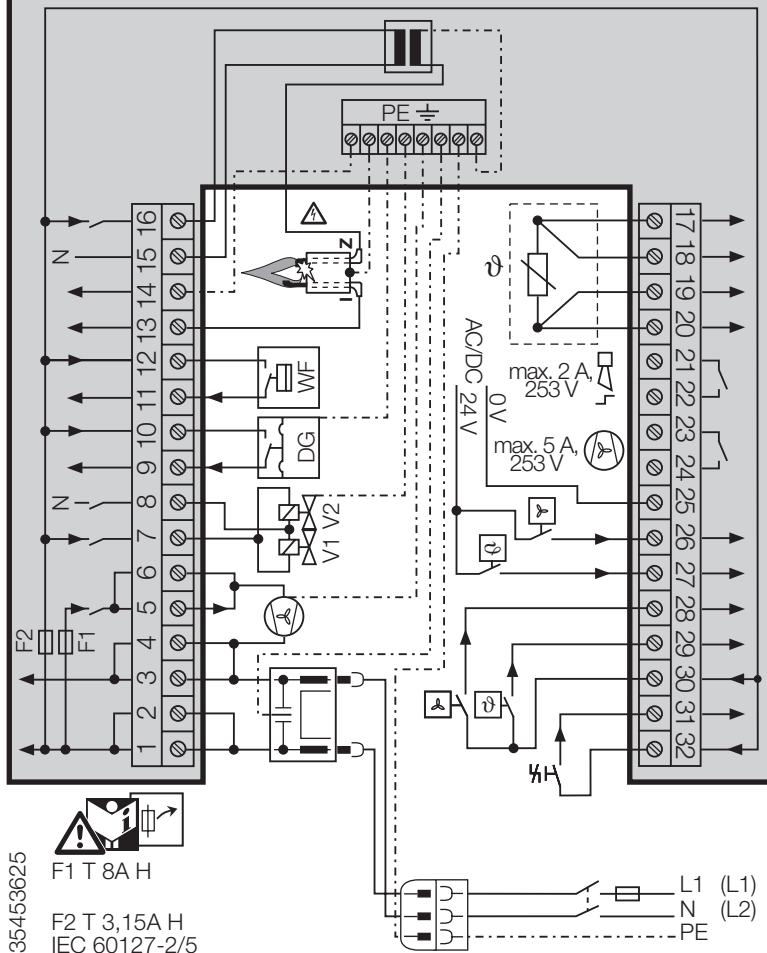 PE
16
15
14
13
12
11
10
9
8
7
6
5
4
3
2
1
N
N
F2
F1
Z
I
WF
DG
V1 V2
ϑ
AC/DC 24 V
0 V
max. 2 A,
253 V
max. 5 A,
253 V
ϑ
ϑ
17
18
19
20
21
22
23
24
25
26
27
28
29
30
31
32
i
F1 T 8A H
F2 T 3,15A H
IEC 60127-2/5
35453625
L1 (L1)
N (L2)
PE